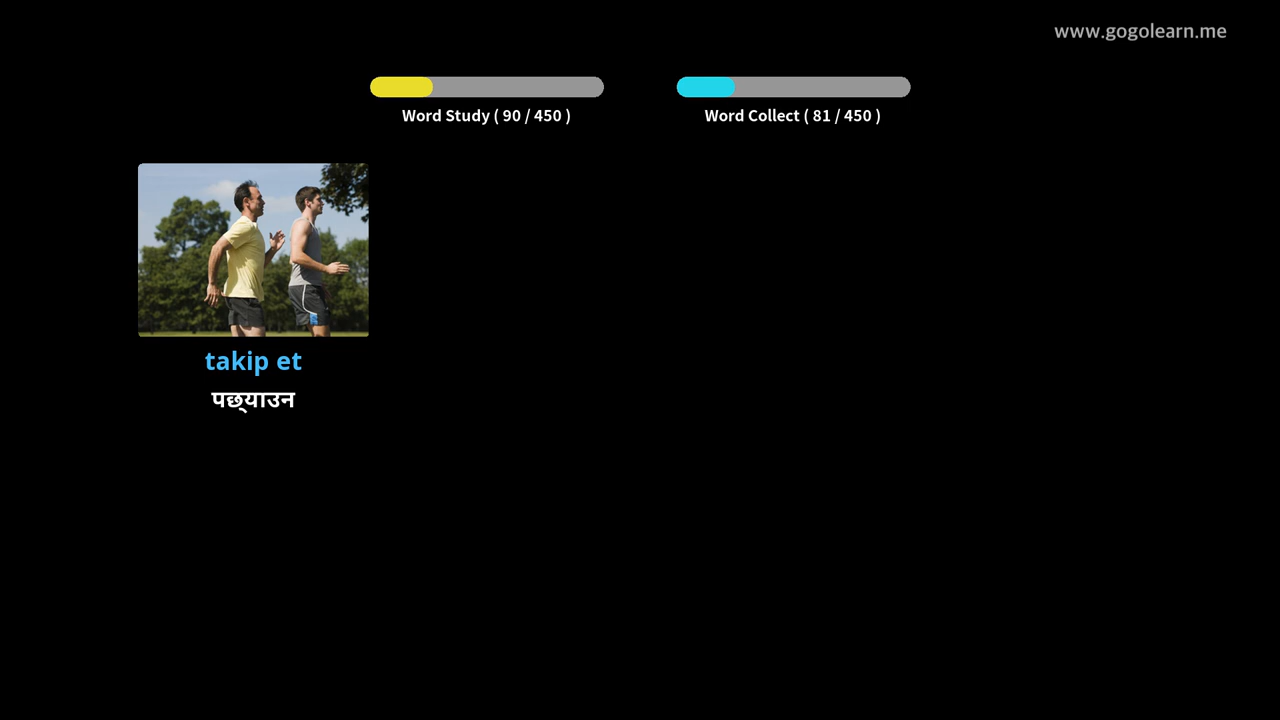 www.gogolearn.me
Word Study ( 90 / 450 )
Word Collect ( 81 / 450 )
takip et
पछ्याउन